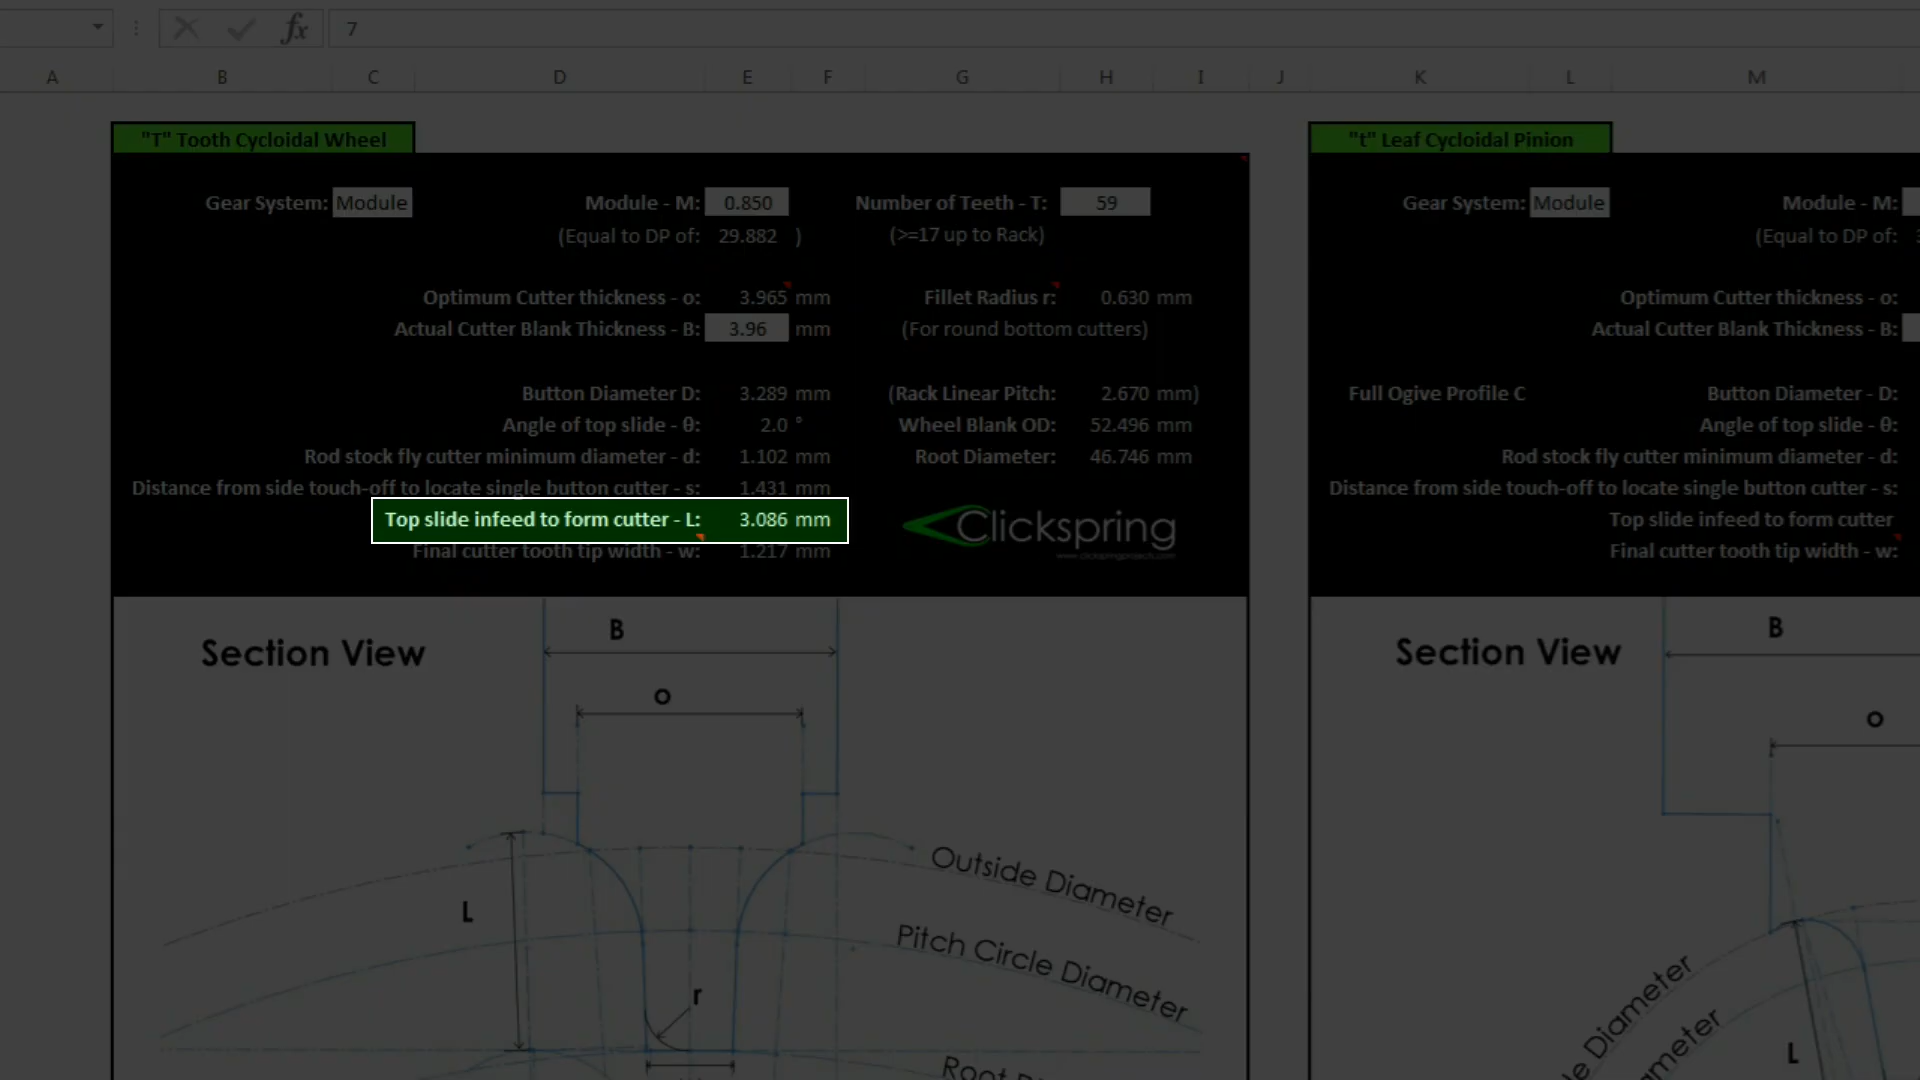 fx 7
A B C D E F G H I J K L M
"T" Tooth Cycloidal Wheel
Gear System: Module
Module - M: 0.850
Number of Teeth - T: 59
(Equal to DP of: 29.882 )
(>=17 up to Rack)
Optimum Cutter thickness - o: 3.965 mm
Fillet Radius r: 0.630 mm
Actual Cutter Blank Thickness - B: 3.96 mm
(For round bottom cutters)
Button Diameter D: 3.289 mm
(Rack Linear Pitch: 2.670 mm)
Angle of top slide - θ: 2.0 °
Wheel Blank OD: 52.496 mm
Rod stock fly cutter minimum diameter - d: 1.102 mm
Root Diameter: 46.746 mm
Distance from side touch-off to locate single button cutter - s: 1.431 mm
Top slide infeed to form cutter - L: 3.086 mm
Final cutter tooth tip width - w: 1.217 mm
Clickspring
www.clickspringprojects.com
Section View
B
o
L
r
Outside Diameter
Pitch Circle Diameter
"t" Leaf Cycloidal Pinion
Gear System: Module
Module - M:
(Equal to DP of:
Optimum Cutter thickness - o:
Actual Cutter Blank Thickness - B:
Full Ogive Profile C
Button Diameter - D:
Angle of top slide - θ:
Rod stock fly cutter minimum diameter - d:
Distance from side touch-off to locate single button cutter - s:
Top slide infeed to form cutter
Final cutter tooth tip width - w:
Section View
B
o
Diameter
L